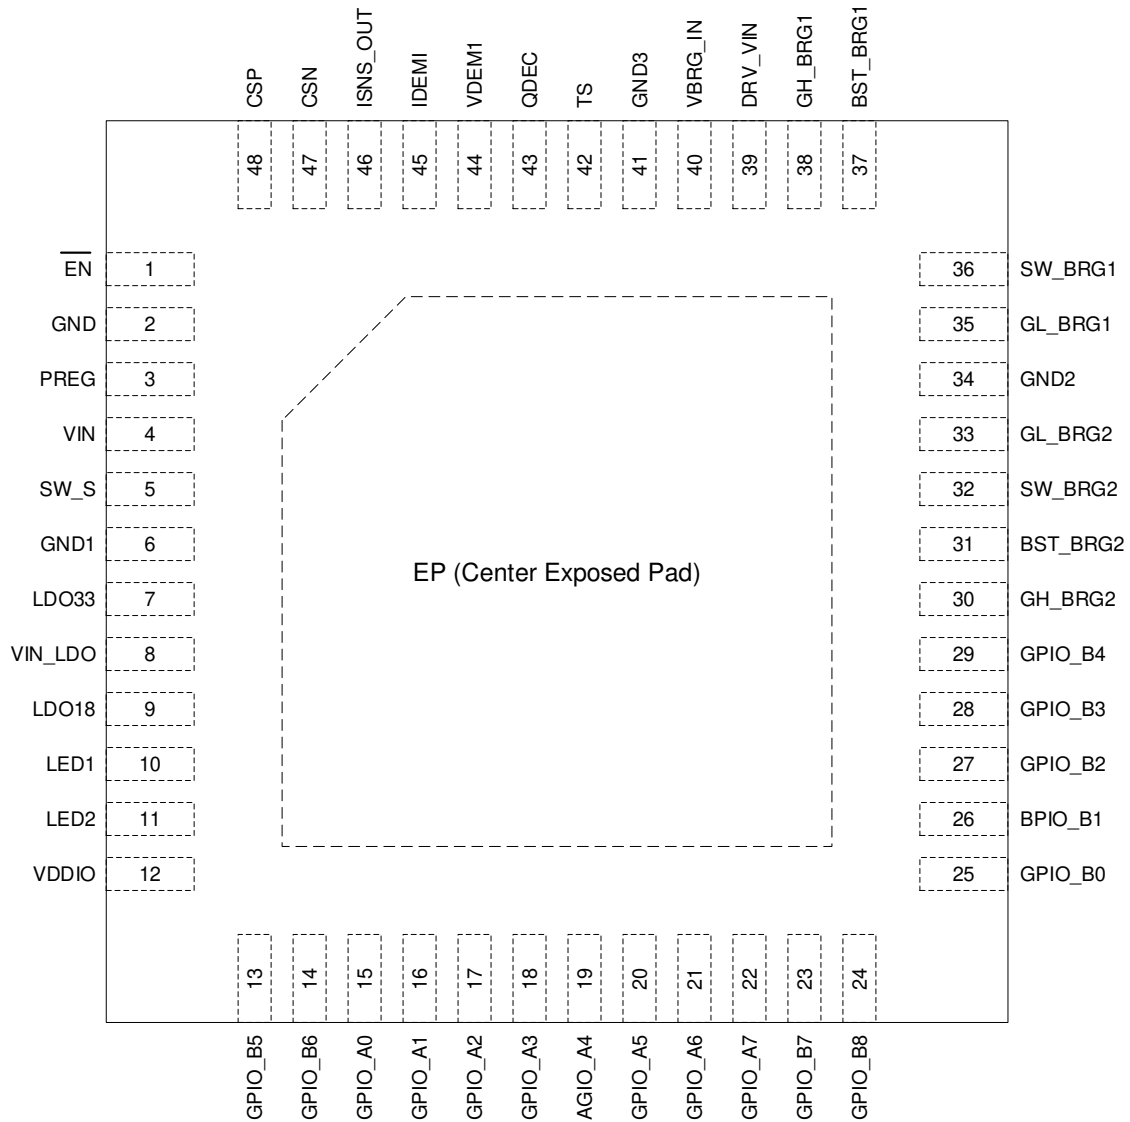 CSP
CSN
ISNS_OUT
IDEMI
VDEM1
QDEC
TS
GND3
VBRG_IN
DRV_VIN
GH_BRG1
BST_BRG1
48
47
46
45
44
43
42
41
40
39
38
37
EN 1
GND 2
PREG 3
VIN 4
SW_S 5
GND1 6
LDO33 7
VIN_LDO 8
LDO18 9
LED1 10
LED2 11
VDDIO 12
EP (Center Exposed Pad)
36 SW_BRG1
35 GL_BRG1
34 GND2
33 GL_BRG2
32 SW_BRG2
31 BST_BRG2
30 GH_BRG2
29 GPIO_B4
28 GPIO_B3
27 GPIO_B2
26 BPIO_B1
25 GPIO_B0
13
14
15
16
17
18
19
20
21
22
23
24
GPIO_B5
GPIO_B6
GPIO_A0
GPIO_A1
GPIO_A2
GPIO_A3
AGIO_A4
GPIO_A5
GPIO_A6
GPIO_A7
GPIO_B7
GPIO_B8